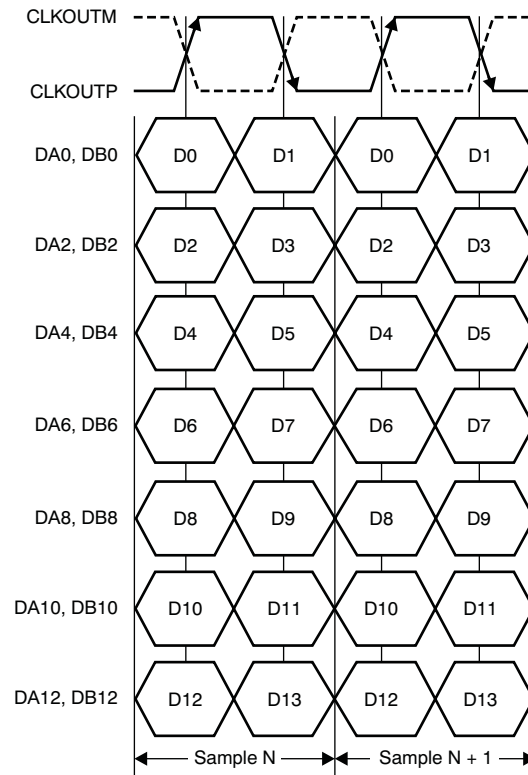 CLKOUTM
CLKOUTP
DA0, DB0 D0 D1 D0 D1
DA2, DB2 D2 D3 D2 D3
DA4, DB4 D4 D5 D4 D5
DA6, DB6 D6 D7 D6 D7
DA8, DB8 D8 D9 D8 D9
DA10, DB10 D10 D11 D10 D11
DA12, DB12 D12 D13 D12 D13
Sample N Sample N + 1